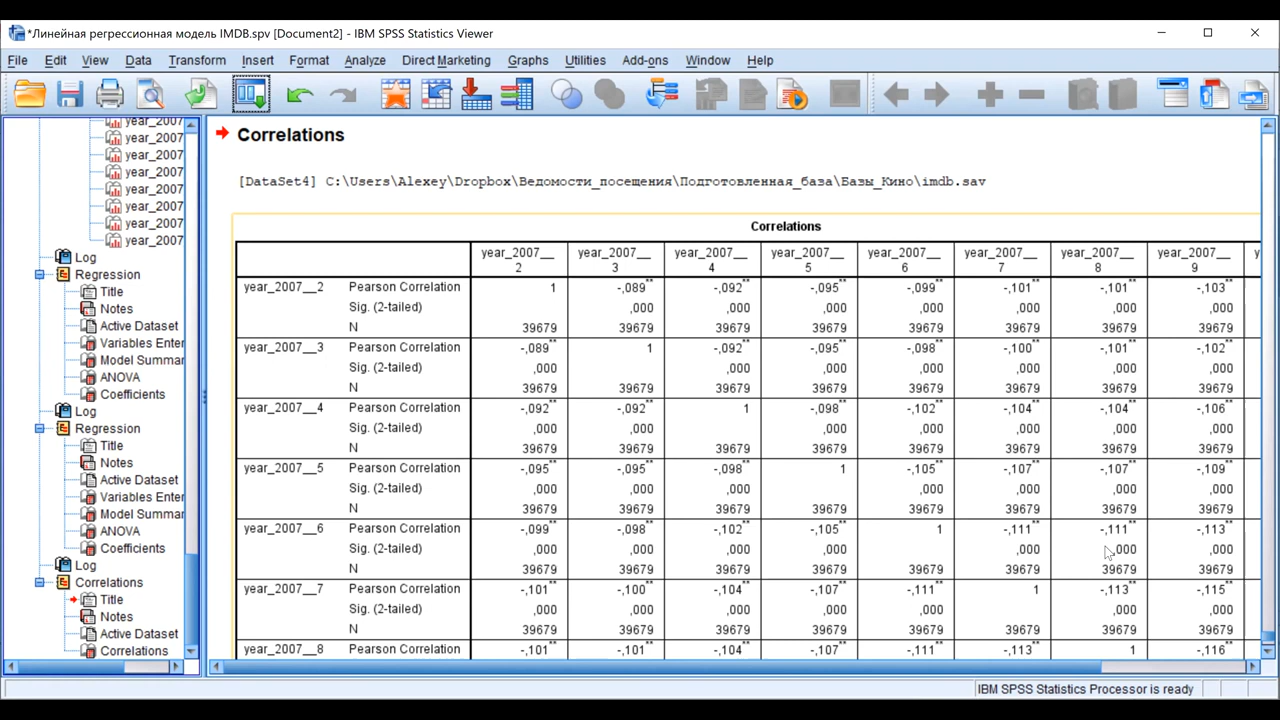 *Линейная регрессионная модель IMDB.spv [Document2] - IBM SPSS Statistics Viewer
File Edit View Data Transform Insert Format Analyze Direct Marketing Graphs Utilities Add-ons Window Help
year_2007
year_2007
year_2007
year_2007
year_2007
year_2007
year_2007
year_2007
Log
Regression
Title
Notes
Active Dataset
Variables Enter
Model Summar
ANOVA
Coefficients
Log
Regression
Title
Notes
Active Dataset
Variables Enter
Model Summar
ANOVA
Coefficients
Log
Correlations
Title
Notes
Active Dataset
Correlations
Correlations
[DataSet4] C:\Users\Alexey\Dropbox\Ведомости_посещения\Подготовленная_база\Базы_Кино\imdb.sav
Correlations
year_2007__2 year_2007__3 year_2007__4 year_2007__5 year_2007__6 year_2007__7 year_2007__8 year_2007__9 y
year_2007__2 Pearson Correlation 1 -,089** -,092** -,095** -,099** -,101** -,101** -,103**
Sig. (2-tailed) ,000 ,000 ,000 ,000 ,000 ,000 ,000
N 39679 39679 39679 39679 39679 39679 39679 39679
year_2007__3 Pearson Correlation -,089** 1 -,092** -,095** -,098** -,100** -,101** -,102**
Sig. (2-tailed) ,000 ,000 ,000 ,000 ,000 ,000 ,000
N 39679 39679 39679 39679 39679 39679 39679 39679
year_2007__4 Pearson Correlation -,092** -,092** 1 -,098** -,102** -,104** -,104** -,106**
Sig. (2-tailed) ,000 ,000 ,000 ,000 ,000 ,000 ,000
N 39679 39679 39679 39679 39679 39679 39679 39679
year_2007__5 Pearson Correlation -,095** -,095** -,098** 1 -,105** -,107** -,107** -,109**
Sig. (2-tailed) ,000 ,000 ,000 ,000 ,000 ,000 ,000
N 39679 39679 39679 39679 39679 39679 39679 39679
year_2007__6 Pearson Correlation -,099** -,098** -,102** -,105** 1 -,111** -,111** -,113**
Sig. (2-tailed) ,000 ,000 ,000 ,000 ,000 ,000 ,000
N 39679 39679 39679 39679 39679 39679 39679 39679
year_2007__7 Pearson Correlation -,101** -,100** -,104** -,107** -,111** 1 -,113** -,115**
Sig. (2-tailed) ,000 ,000 ,000 ,000 ,000 ,000 ,000
N 39679 39679 39679 39679 39679 39679 39679 39679
year_2007__8 Pearson Correlation -,101** -,101** -,104** -,107** -,111** -,113** 1 -,116**
IBM SPSS Statistics Processor is ready